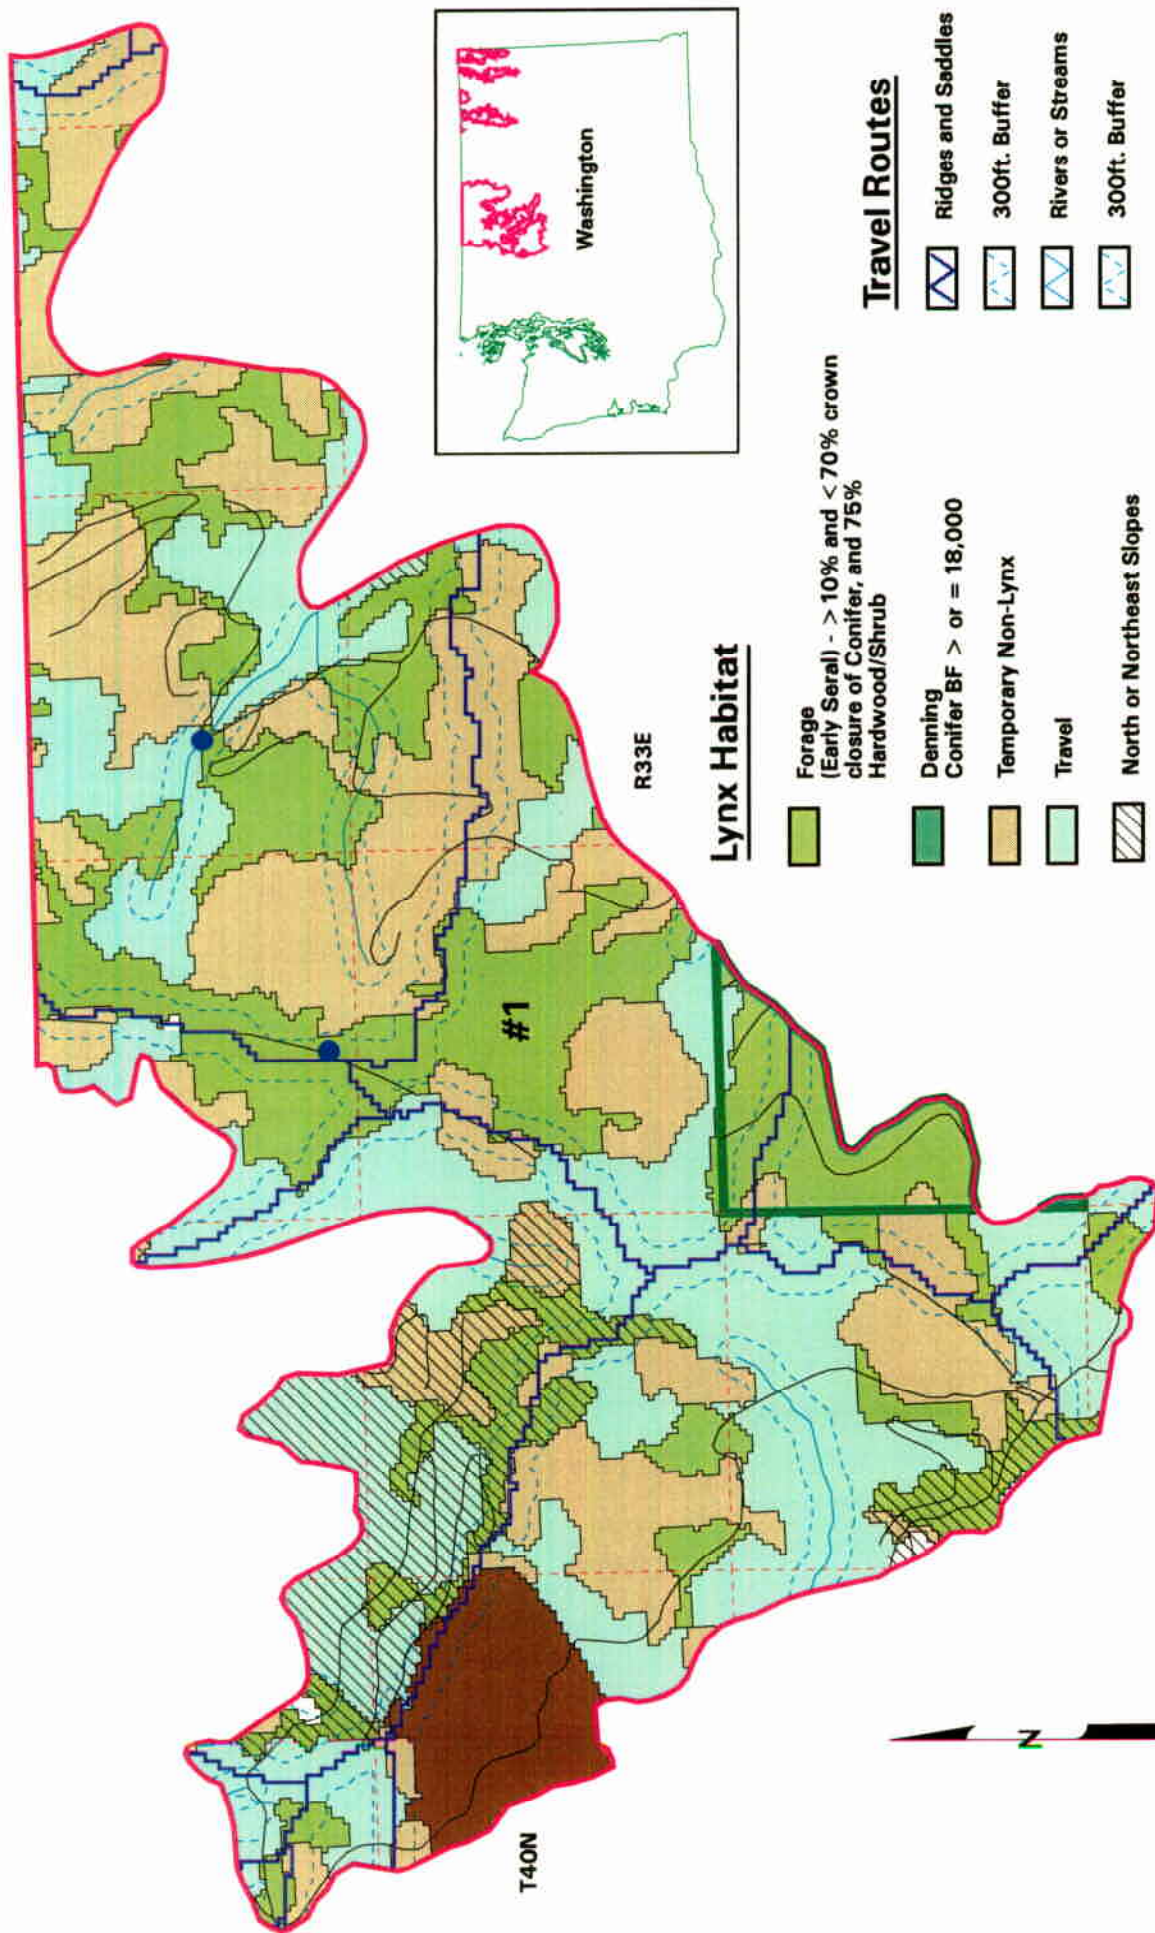 Washington
R33E
#1
T40N
Lynx Habitat
Forage
(Early Seral) - > 10% and < 70% crown
closure of Conifer, and 75%
Hardwood/Shrub
Denning
Conifer BF > or = 18,000
Temporary Non-Lynx
Travel
North or Northeast Slopes
Travel Routes
Ridges and Saddles
300ft. Buffer
Rivers or Streams
300ft. Buffer
N